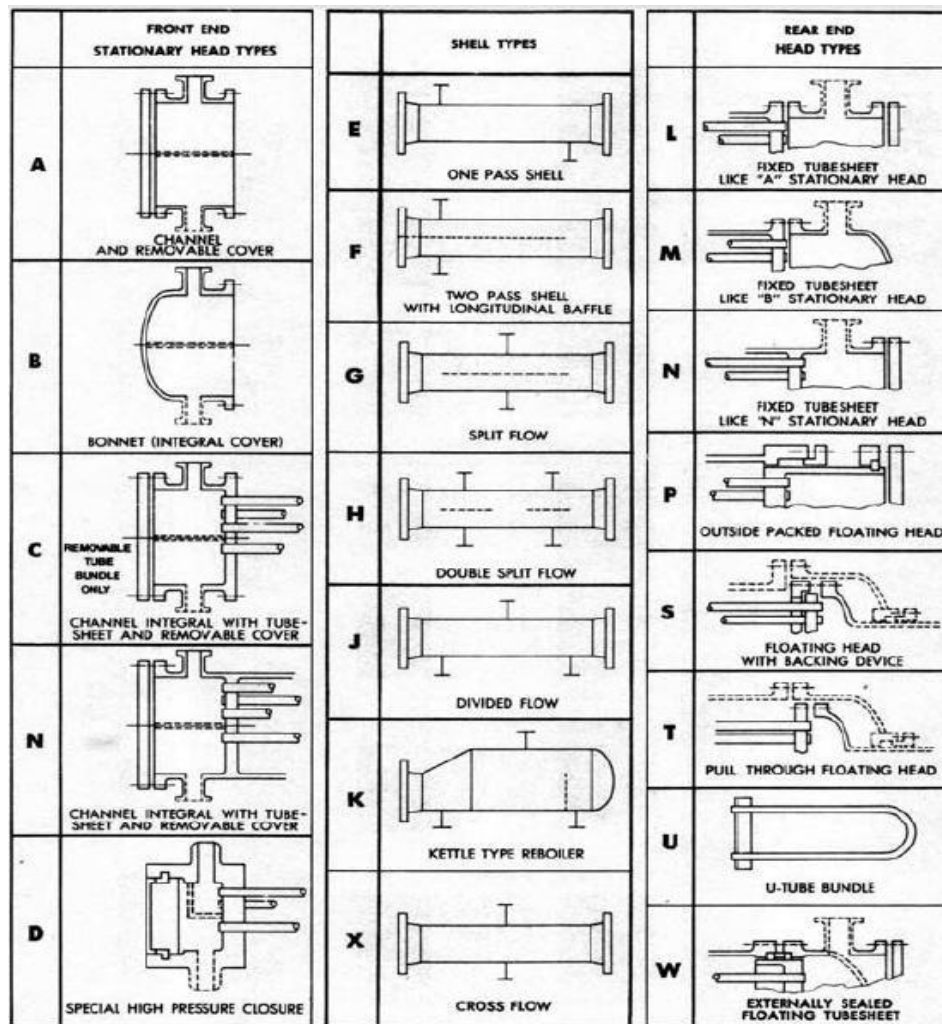 FRONT END
STATIONARY HEAD TYPES
A
CHANNEL
AND REMOVABLE COVER
B
BONNET (INTEGRAL COVER)
C
REMOVABLE
TUBE
BUNDLE
ONLY
CHANNEL INTEGRAL WITH TUBE-
SHEET AND REMOVABLE COVER
N
CHANNEL INTEGRAL WITH TUBE-
SHEET AND REMOVABLE COVER
D
SPECIAL HIGH PRESSURE CLOSURE
SHELL TYPES
E
ONE PASS SHELL
F
TWO PASS SHELL
WITH LONGITUDINAL BAFFLE
G
SPLIT FLOW
H
DOUBLE SPLIT FLOW
J
DIVIDED FLOW
K
KETTLE TYPE REBOILER
X
CROSS FLOW
REAR END
HEAD TYPES
L
FIXED TUBESHEET
LIKE "A" STATIONARY HEAD
M
FIXED TUBESHEET
LIKE "B" STATIONARY HEAD
N
FIXED TUBESHEET
LIKE "N" STATIONARY HEAD
P
OUTSIDE PACKED FLOATING HEAD
S
FLOATING HEAD
WITH BACKING DEVICE
T
PULL THROUGH FLOATING HEAD
U
U-TUBE BUNDLE
W
EXTERNALLY SEALED
FLOATING TUBESHEET